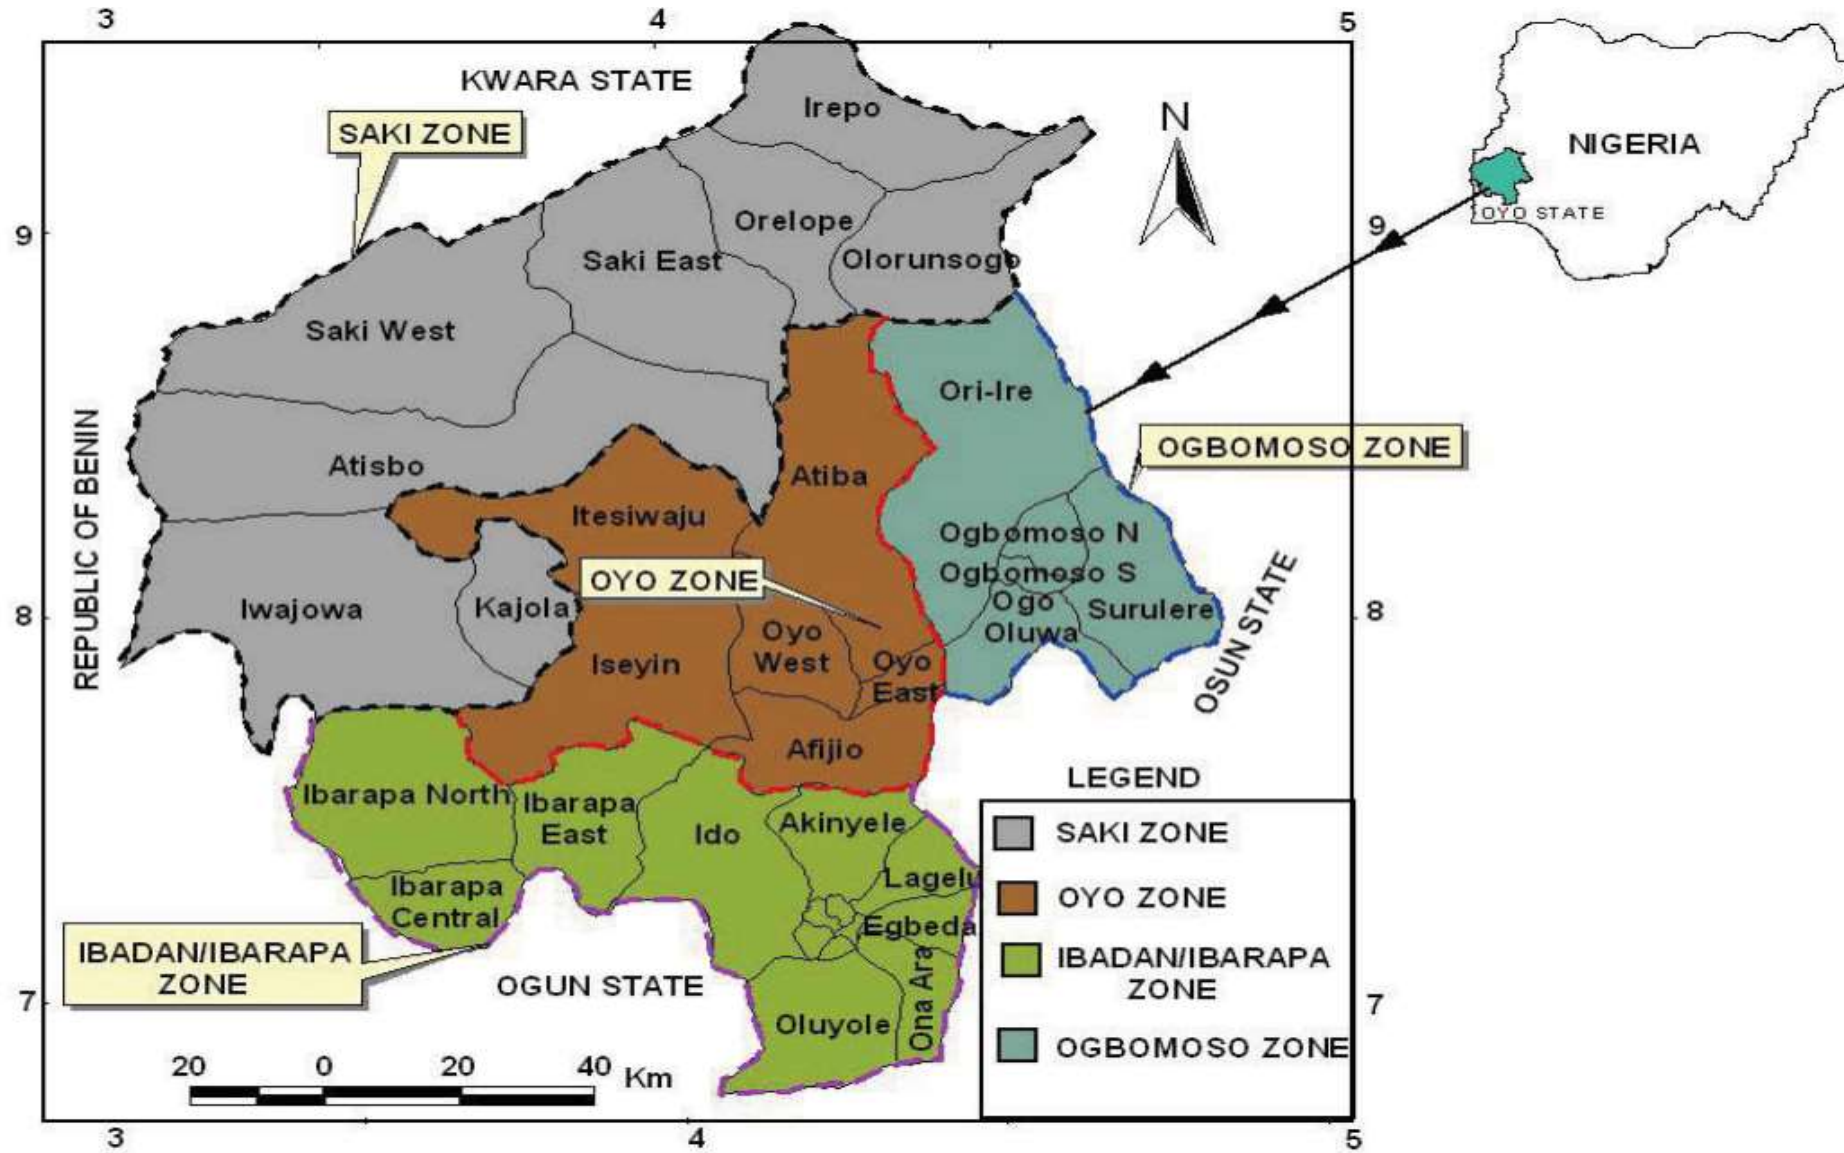 3
4
5
KWARA STATE
Irepo
SAKI ZONE
N
NIGERIA
OYO STATE
9
9
Orelope
Saki East
Olorunsogo
Saki West
Ori-Ire
REPUBLIC OF BENIN
OGBOMOSO ZONE
Atisbo
Atiba
Itesiwaju
Ogbomoso N
OYO ZONE
Ogbomoso S
8
Iwajowa
Kajola
Ogo
Oluwa
Surulere
8
OSUN STATE
Iseyin
Oyo
West
Oyo
East
Afijio
LEGEND
Ibarapa North
Ibarapa
East
Ido
Akinyele
SAKI ZONE
Ibarapa
Central
Lagelu
OYO ZONE
Egbeda
IBADAN/IBARAPA
ZONE
IBADAN/IBARAPA
ZONE
OGUN STATE
Ona Ara
7
7
Oluyole
OGBOMOSO ZONE
20 0 20 40 Km
3
4
5